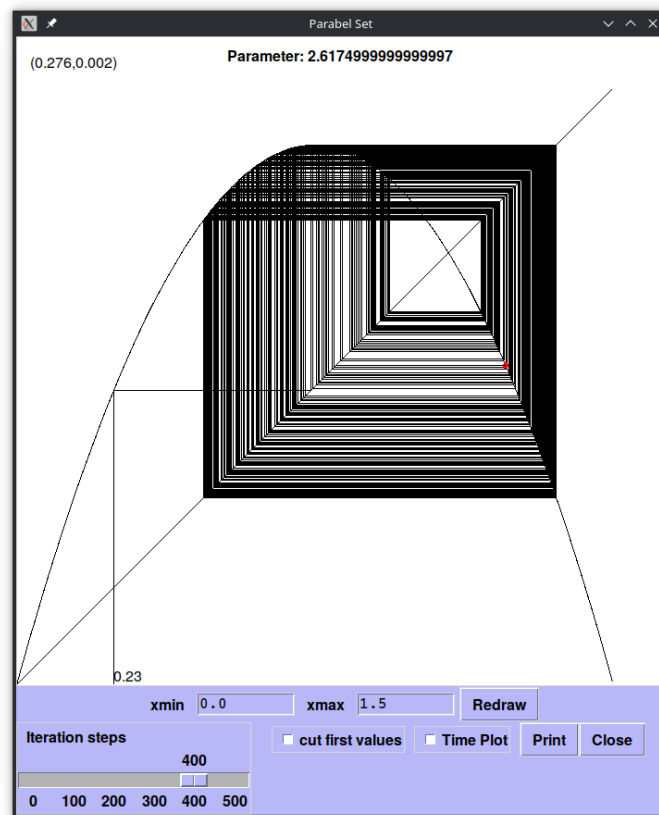 Parabel Set
(0.276,0.002)
Parameter: 2.6174999999999997
0.23
xmin 0.0 xmax 1.5 Redraw
Iteration steps
cut first values Time Plot Print Close
400
0 100 200 300 400 500